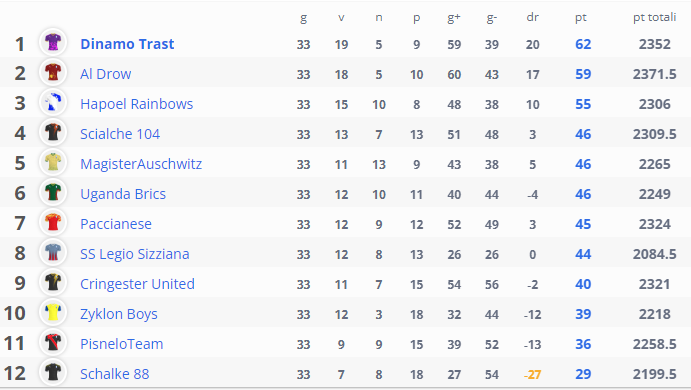 g v n p g+ g- dr pt pt totali
1 Dinamo Trast 33 19 5 9 59 39 20 62 2352
2 Al Drow 33 18 5 10 60 43 17 59 2371.5
3 Hapoel Rainbows 33 15 10 8 48 38 10 55 2306
4 Scialche 104 33 13 7 13 51 48 3 46 2309.5
5 MagisterAuschwitz 33 11 13 9 43 38 5 46 2265
6 Uganda Brics 33 12 10 11 40 44 -4 46 2249
7 Paccianese 33 12 9 12 52 49 3 45 2324
8 SS Legio Sizziana 33 12 8 13 26 26 0 44 2084.5
9 Cringester United 33 11 7 15 54 56 -2 40 2321
10 Zyklon Boys 33 12 3 18 32 44 -12 39 2218
11 PisneloTeam 33 9 9 15 39 52 -13 36 2258.5
12 Schalke 88 33 7 8 18 27 54 -27 29 2199.5